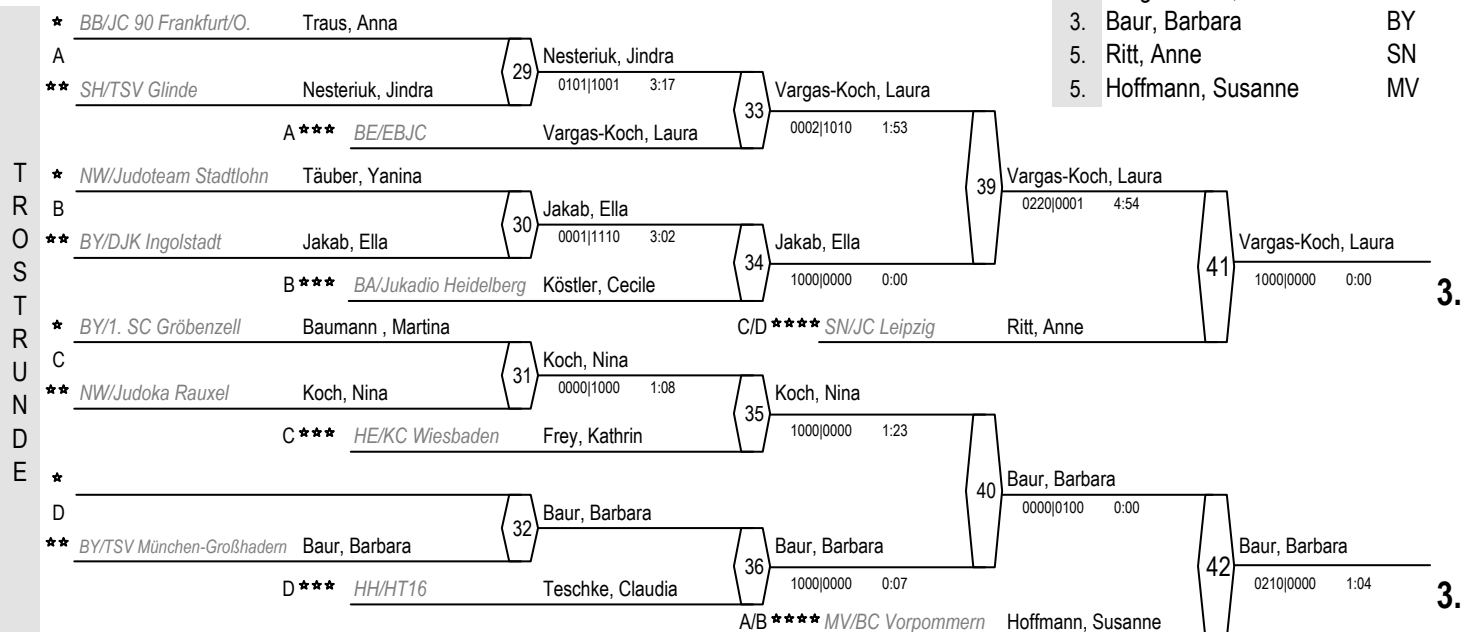 3. Baur, Barbara BY
5. Ritt, Anne SN
5. Hoffmann, Susanne MV
TROSTRUNDE
* BB/JC 90 Frankfurt/O. Traus, Anna
A
29 Nesteriuk, Jindra
0101|1001 3:17
** SH/TSV Glinde Nesteriuk, Jindra
33 Vargas-Koch, Laura
0002|1010 1:53
A *** BE/EBJC Vargas-Koch, Laura
39 Vargas-Koch, Laura
0220|0001 4:54
* NW/Judoteam Stadtlohn Täuber, Yanina
B
30 Jakab, Ella
0001|1110 3:02
** BY/DJK Ingolstadt Jakab, Ella
34 Jakab, Ella
1000|0000 0:00
B *** BA/Jukadio Heidelberg Köstler, Cecile
41 Vargas-Koch, Laura
1000|0000 0:00
3.
C/D **** SN/JC Leipzig Ritt, Anne
* BY/1. SC Gröbenzell Baumann , Martina
C
31 Koch, Nina
0000|1000 1:08
** NW/Judoka Rauxel Koch, Nina
35 Koch, Nina
1000|0000 1:23
C *** HE/KC Wiesbaden Frey, Kathrin
40 Baur, Barbara
0000|0100 0:00
*
D
32 Baur, Barbara
** BY/TSV München-Großhadern Baur, Barbara
36 Baur, Barbara
1000|0000 0:07
D *** HH/HT16 Teschke, Claudia
42 Baur, Barbara
0210|0000 1:04
3.
A/B **** MV/BC Vorpommern Hoffmann, Susanne